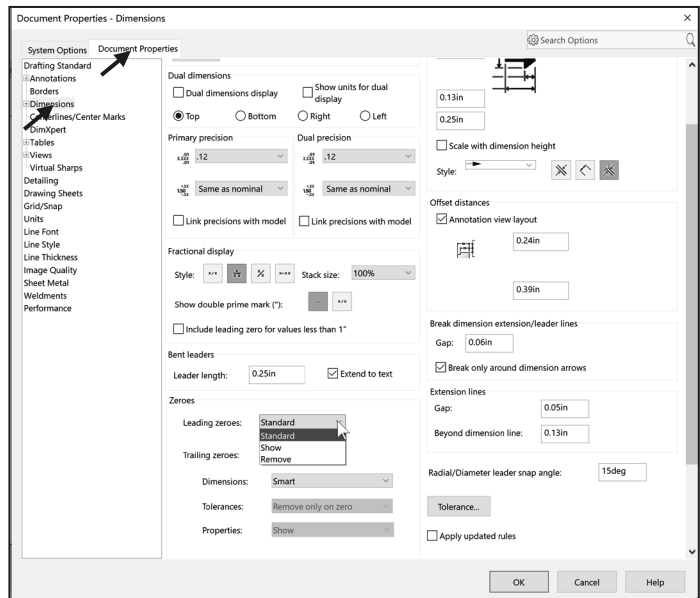 Document Properties - Dimensions
×
System Options
Document Properties
Search Options
Drafting Standard
Annotations
Borders
Dimensions
Centerlines/Center Marks
DimXpert
Tables
Views
Virtual Sharps
Detailing
Drawing Sheets
Grid/Snap
Units
Line Font
Line Style
Line Thickness
Image Quality
Sheet Metal
Weldments
Performance
Dual dimensions
Dual dimensions display
Show units for dual
display
Top
Bottom
Right
Left
Primary precision
.12
Same as nominal
Link precisions with model
Dual precision
.12
Same as nominal
Link precisions with model
Fractional display
Style:
Stack size:
100%
Show double prime mark ("):
Include leading zero for values less than 1"
Bent leaders
Leader length:
0.25in
Extend to text
Zeroes
Leading zeroes:
Standard
Standard
Show
Remove
Trailing zeroes:
Dimensions:
Smart
Tolerances:
Remove only on zero
Properties:
Show
0.13in
0.25in
Scale with dimension height
Style:
Offset distances
Annotation view layout
0.24in
0.39in
Break dimension extension/leader lines
Gap:
0.06in
Break only around dimension arrows
Extension lines
Gap:
0.05in
Beyond dimension line:
0.13in
Radial/Diameter leader snap angle:
15deg
Tolerance...
Apply updated rules
OK
Cancel
Help